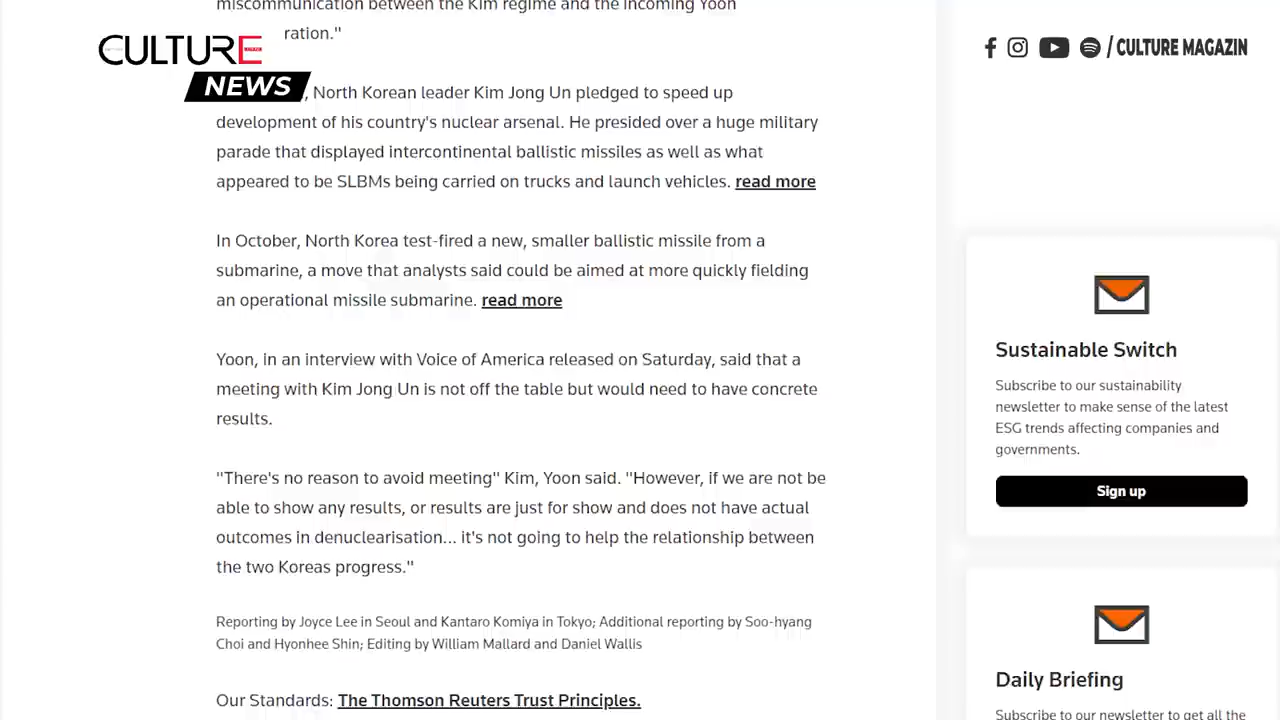 miscommunication between the Kim regime and the incoming Yoon
ration."
CULTURE
NEWS
/ CULTURE MAGAZIN
, North Korean leader Kim Jong Un pledged to speed up
development of his country's nuclear arsenal. He presided over a huge military
parade that displayed intercontinental ballistic missiles as well as what
appeared to be SLBMs being carried on trucks and launch vehicles. read more
In October, North Korea test-fired a new, smaller ballistic missile from a
submarine, a move that analysts said could be aimed at more quickly fielding
an operational missile submarine. read more
Yoon, in an interview with Voice of America released on Saturday, said that a
meeting with Kim Jong Un is not off the table but would need to have concrete
results.
"There's no reason to avoid meeting" Kim, Yoon said. "However, if we are not be
able to show any results, or results are just for show and does not have actual
outcomes in denuclearisation... it's not going to help the relationship between
the two Koreas progress."
Reporting by Joyce Lee in Seoul and Kantaro Komiya in Tokyo; Additional reporting by Soo-hyang
Choi and Hyonhee Shin; Editing by William Mallard and Daniel Wallis
Our Standards: The Thomson Reuters Trust Principles.
Sustainable Switch
Subscribe to our sustainability
newsletter to make sense of the latest
ESG trends affecting companies and
governments.
Sign up
Daily Briefing
Subscribe to our newsletter to get all the